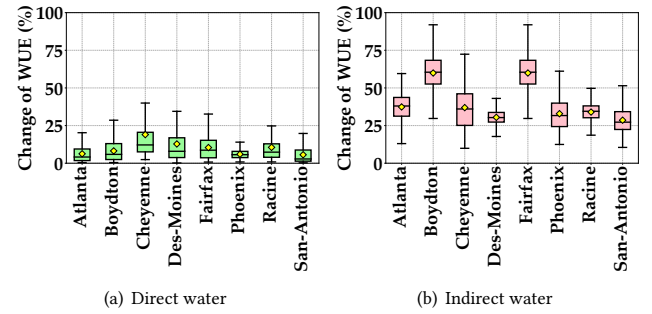 Change of WUE (%)
100
75
50
25
0
Atlanta
Boydton
Cheyenne
Des-Moines
Fairfax
Phoenix
Racine
San-Antonio
(a) Direct water
Change of WUE (%)
100
75
50
25
0
Atlanta
Boydton
Cheyenne
Des-Moines
Fairfax
Phoenix
Racine
San-Antonio
(b) Indirect water